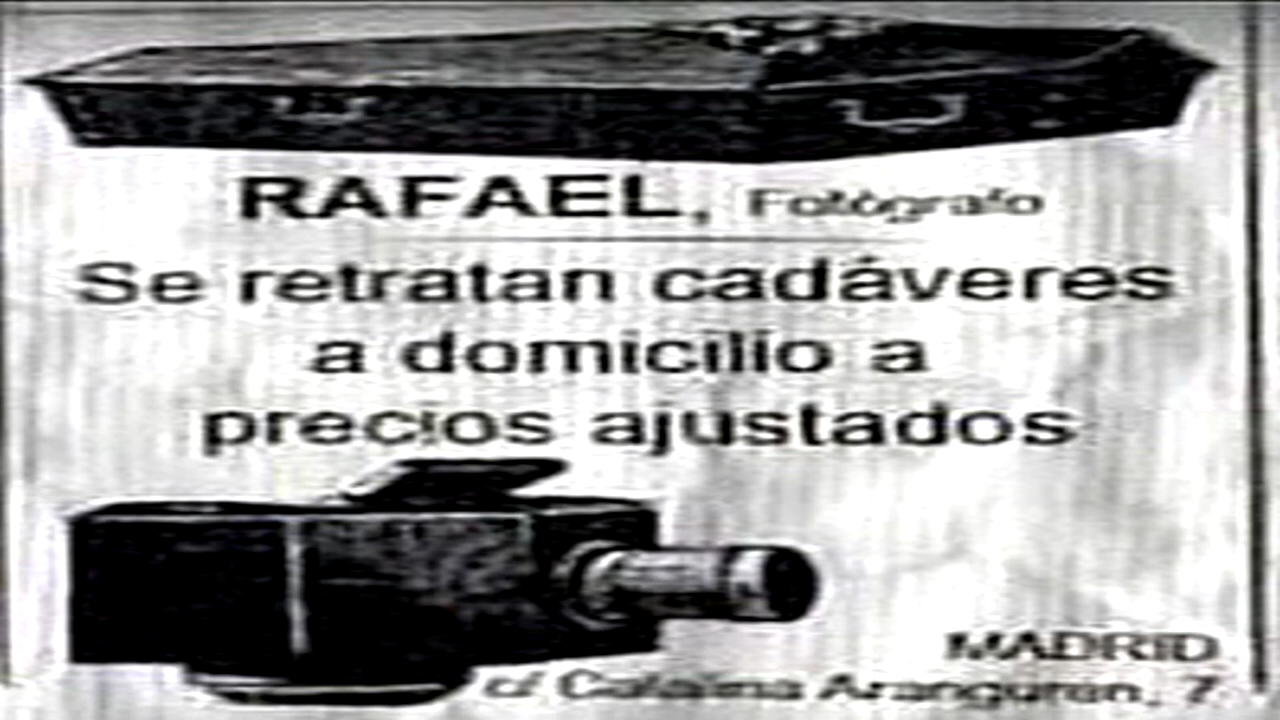 RAFAEL, Fotógrafo
Se retratan cadáveres
a domicilio a
precios ajustados
MADRID
c/ Catalina Aranguren, 7